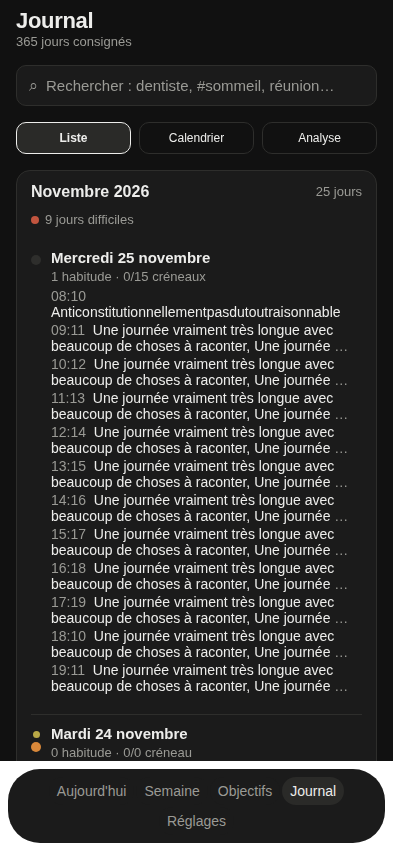 Journal
365 jours consignés
Rechercher : dentiste, #sommeil, réunion…
Liste
Calendrier
Analyse
Novembre 2026
25 jours
9 jours difficiles
Mercredi 25 novembre
1 habitude · 0/15 créneaux
08:10
Anticonstitutionnellementpasdutoutraisonnable
09:11 Une journée vraiment très longue avec
beaucoup de choses à raconter, Une journée …
10:12 Une journée vraiment très longue avec
beaucoup de choses à raconter, Une journée …
11:13 Une journée vraiment très longue avec
beaucoup de choses à raconter, Une journée …
12:14 Une journée vraiment très longue avec
beaucoup de choses à raconter, Une journée …
13:15 Une journée vraiment très longue avec
beaucoup de choses à raconter, Une journée …
14:16 Une journée vraiment très longue avec
beaucoup de choses à raconter, Une journée …
15:17 Une journée vraiment très longue avec
beaucoup de choses à raconter, Une journée …
16:18 Une journée vraiment très longue avec
beaucoup de choses à raconter, Une journée …
17:19 Une journée vraiment très longue avec
beaucoup de choses à raconter, Une journée …
18:10 Une journée vraiment très longue avec
beaucoup de choses à raconter, Une journée …
19:11 Une journée vraiment très longue avec
beaucoup de choses à raconter, Une journée …
Mardi 24 novembre
0 habitude · 0/0 créneau
Aujourd'hui
Semaine
Objectifs
Journal
Réglages